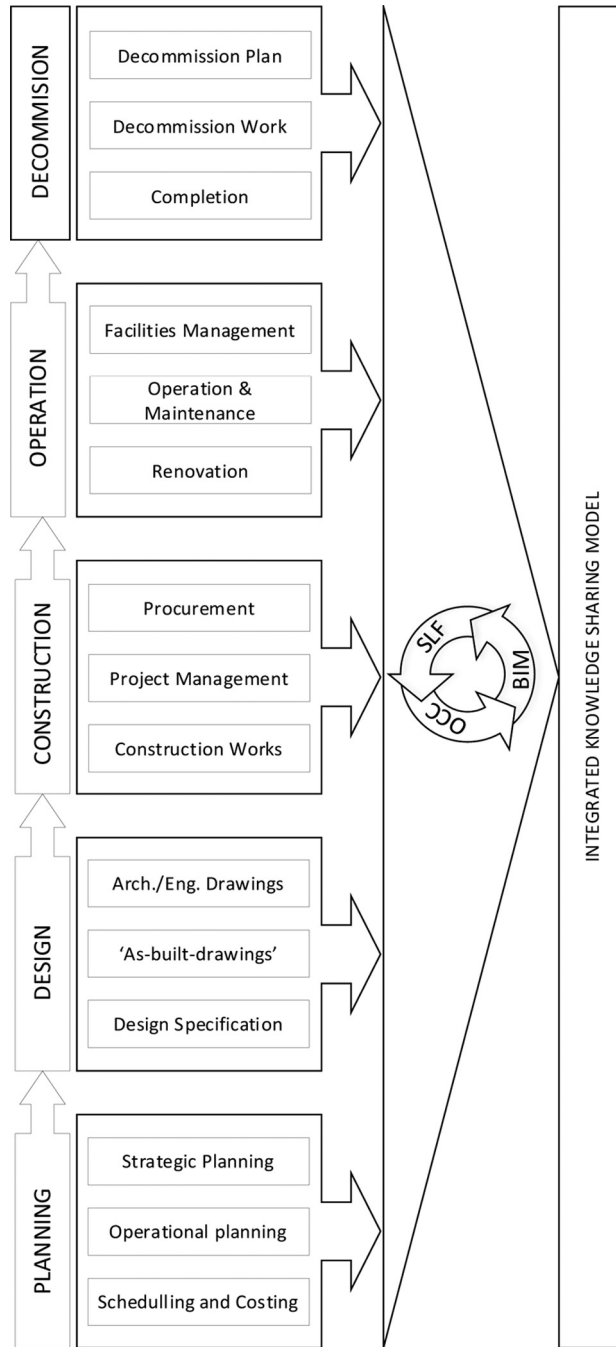 DECOMMISION
Decommission Plan
Decommission Work
Completion
OPERATION
Facilities Management
Operation &
Maintenance
Renovation
CONSTRUCTION
Procurement
Project Management
Construction Works
DESIGN
Arch./Eng. Drawings
‘As-built-drawings’
Design Specification
PLANNING
Strategic Planning
Operational planning
Schedulling and Costing
SLF
BIM
OCC
INTEGRATED KNOWLEDGE SHARING MODEL